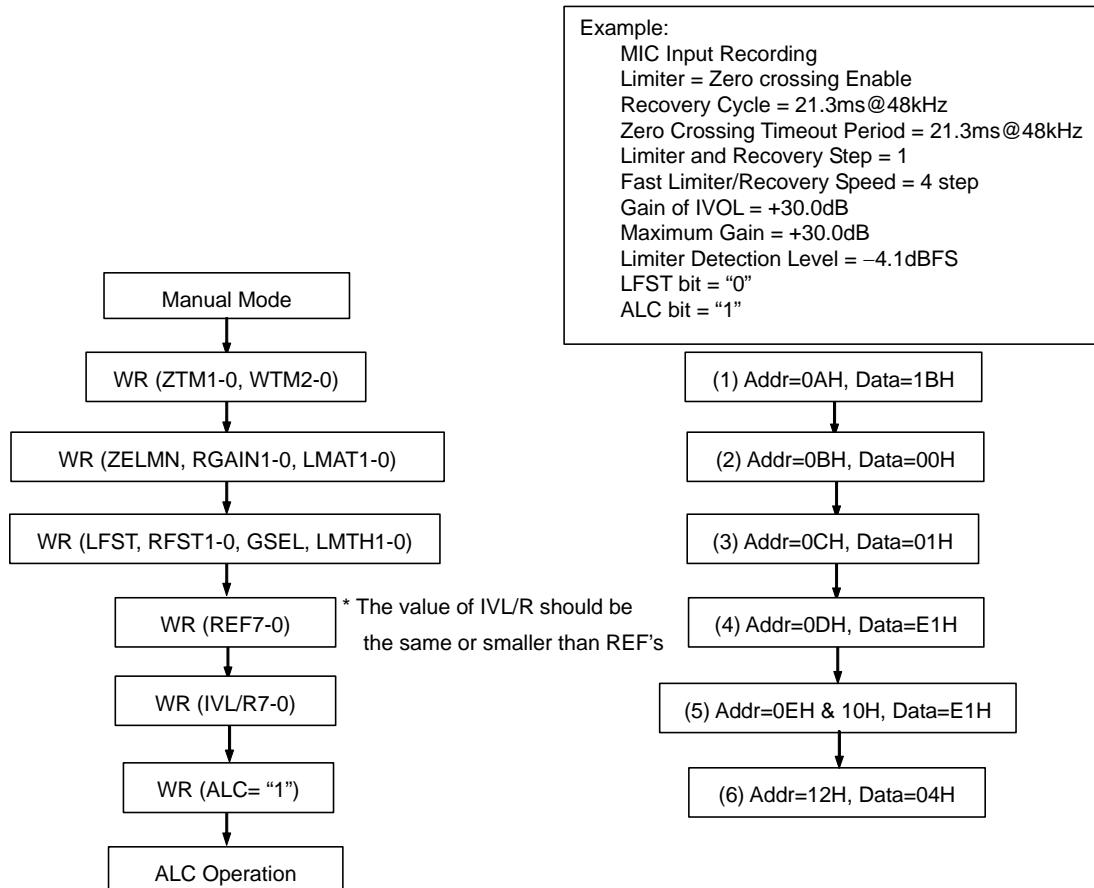 Example:
MIC Input Recording
Limiter = Zero crossing Enable
Recovery Cycle = 21.3ms@48kHz
Zero Crossing Timeout Period = 21.3ms@48kHz
Limiter and Recovery Step = 1
Fast Limiter/Recovery Speed = 4 step
Gain of IVOL = +30.0dB
Maximum Gain = +30.0dB
Limiter Detection Level = −4.1dBFS
LFST bit = “0”
ALC bit = “1”
Manual Mode
WR (ZTM1-0, WTM2-0)
WR (ZELMN, RGAIN1-0, LMAT1-0)
WR (LFST, RFST1-0, GSEL, LMTH1-0)
WR (REF7-0)
* The value of IVL/R should be
the same or smaller than REF’s
WR (IVL/R7-0)
WR (ALC= “1”)
ALC Operation
(1) Addr=0AH, Data=1BH
(2) Addr=0BH, Data=00H
(3) Addr=0CH, Data=01H
(4) Addr=0DH, Data=E1H
(5) Addr=0EH & 10H, Data=E1H
(6) Addr=12H, Data=04H